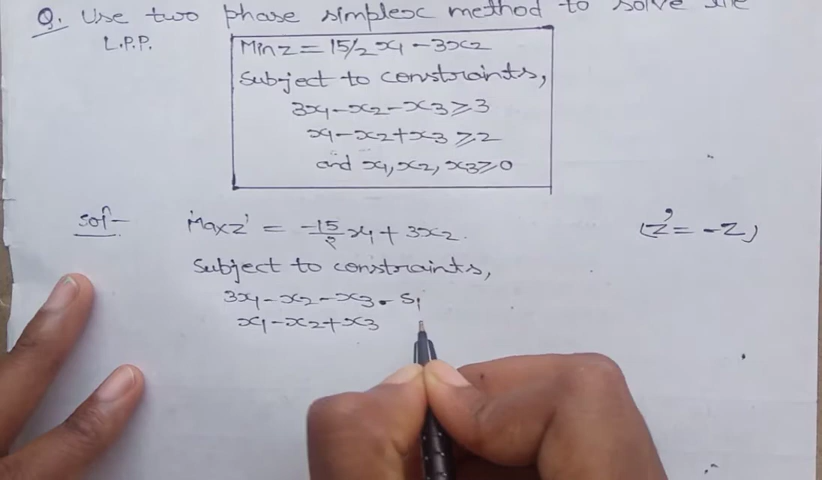 Q. Use two phase simplex method to solve the
L.P.P.
Min z = 15/2 x1 - 3x2
Subject to constraints,
3x1 - x2 - x3 ≥ 3
x1 - x2 + x3 ≥ 2
and x1, x2, x3 ≥ 0
Sol^n- Max z' = -15/2 x1 + 3x2. (z' = -z)
Subject to constraints,
3x1 - x2 - x3 - s1
x1 - x2 + x3